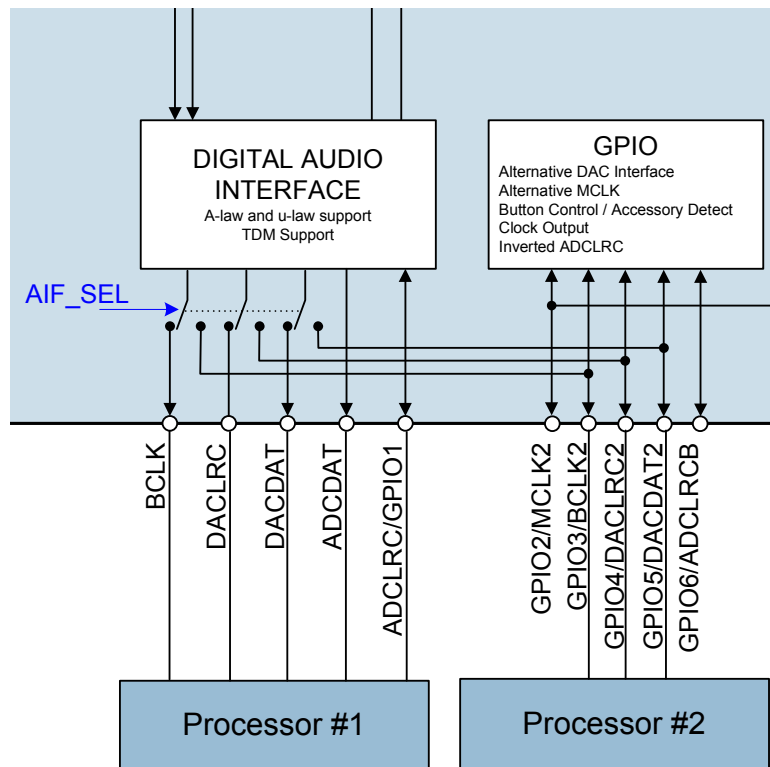 DIGITAL AUDIO
INTERFACE
A-law and u-law support
TDM Support
GPIO
Alternative DAC Interface
Alternative MCLK
Button Control / Accessory Detect
Clock Output
Inverted ADCLRC
AIF_SEL
BCLK
DACLRC
DACDAT
ADCDAT
ADCLRC/GPIO1
GPIO2/MCLK2
GPIO3/BCLK2
GPIO4/DACLRC2
GPIO5/DACDAT2
GPIO6/ADCLRCB
Processor #1
Processor #2